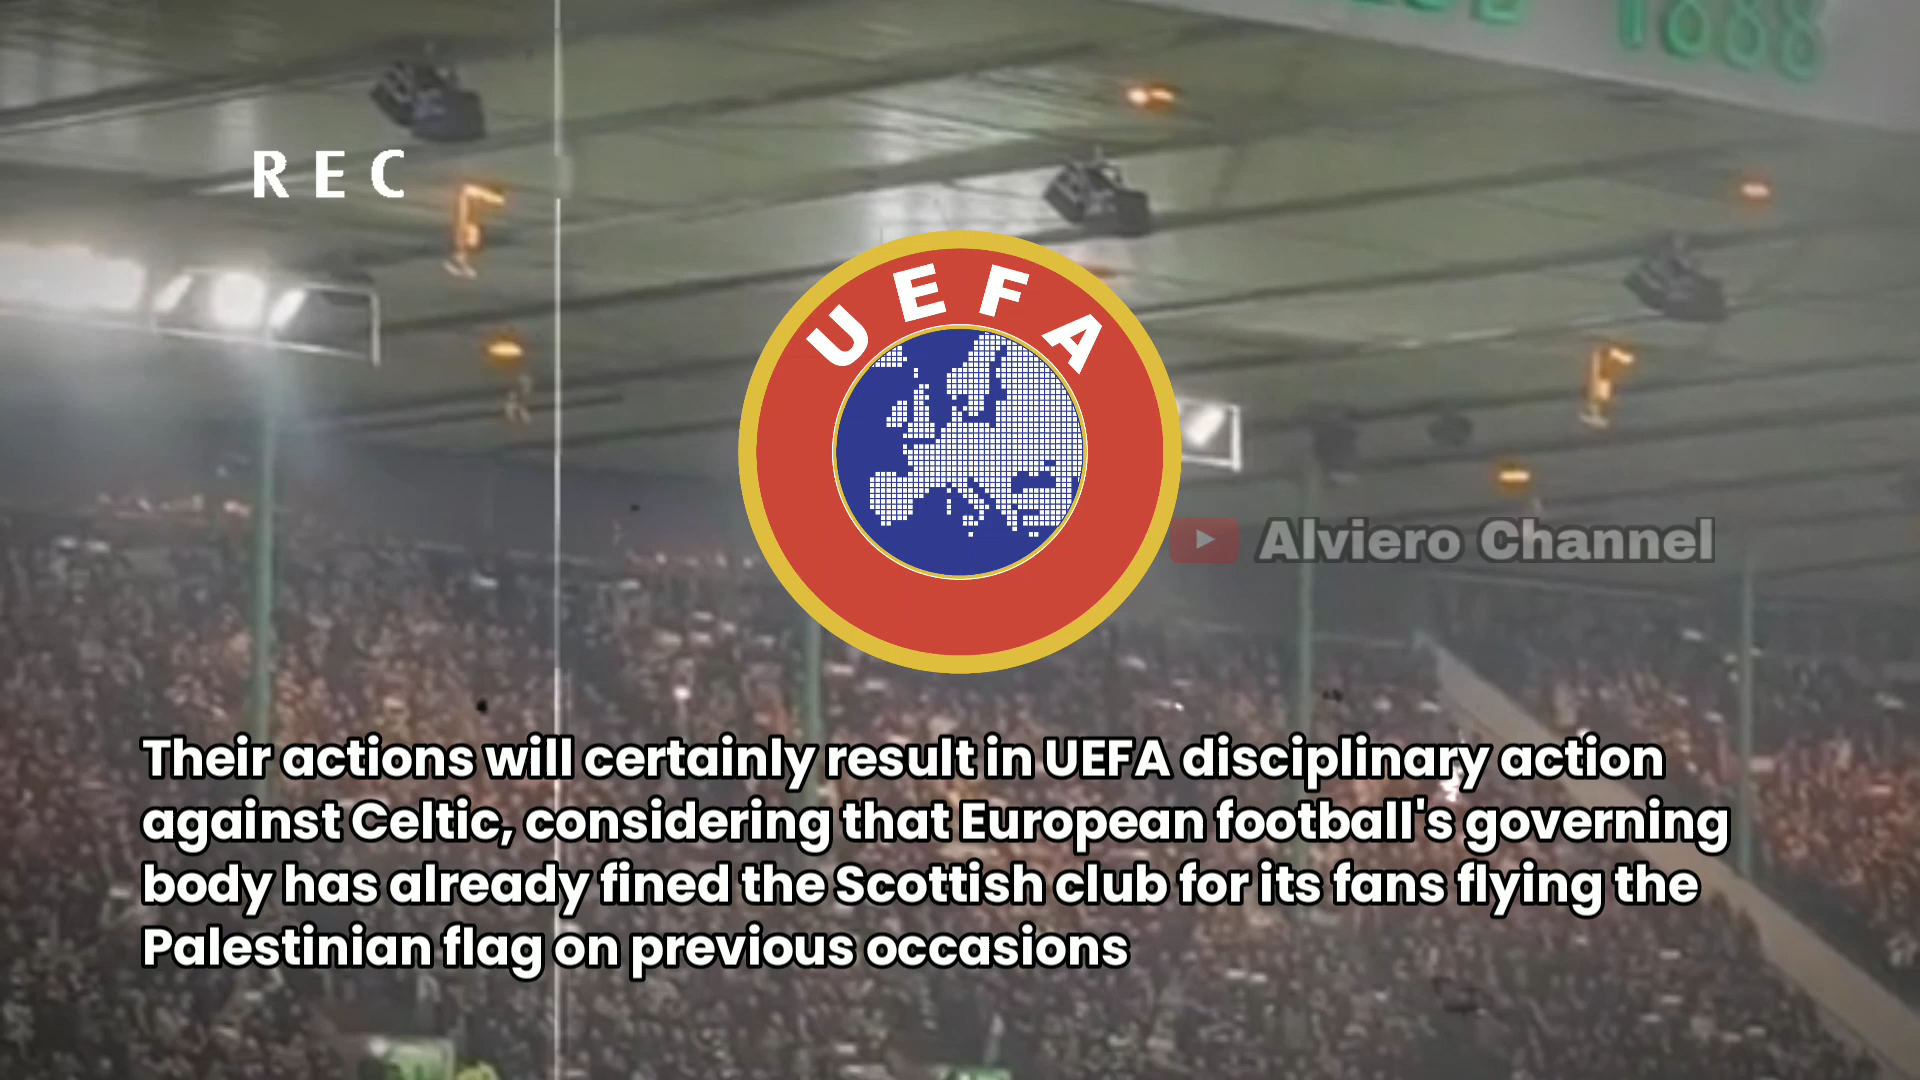 1888
REC
UEFA
Alviero Channel
Their actions will certainly result in UEFA disciplinary action
against Celtic, considering that European football's governing
body has already fined the Scottish club for its fans flying the
Palestinian flag on previous occasions